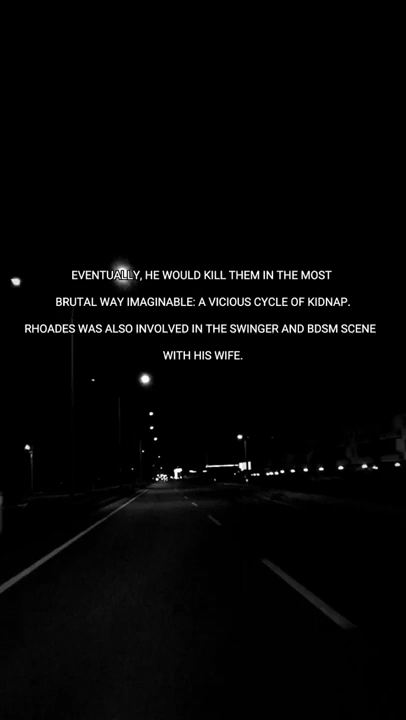 EVENTUALLY, HE WOULD KILL THEM IN THE MOST
BRUTAL WAY IMAGINABLE: A VICIOUS CYCLE OF KIDNAP.
RHOADES WAS ALSO INVOLVED IN THE SWINGER AND BDSM SCENE
WITH HIS WIFE.